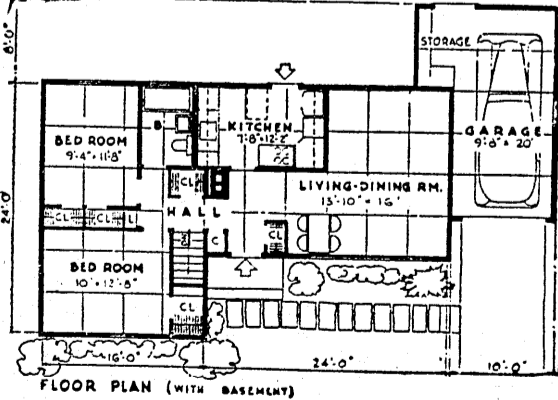 8'-0"
STORAGE
B
KITCHEN
7'-8"×12'-2"
GARAGE
9'-8" × 20'
BED ROOM
9'-4"×11'-8"
CL
LIVING-DINING RM.
13'-10" × 16'
24'-0"
HALL
CL CL L
C
CL
BED ROOM
10' × 12'-8"
CL
16'-0"
24'-0"
10'-0"
FLOOR PLAN (WITH BASEMENT)